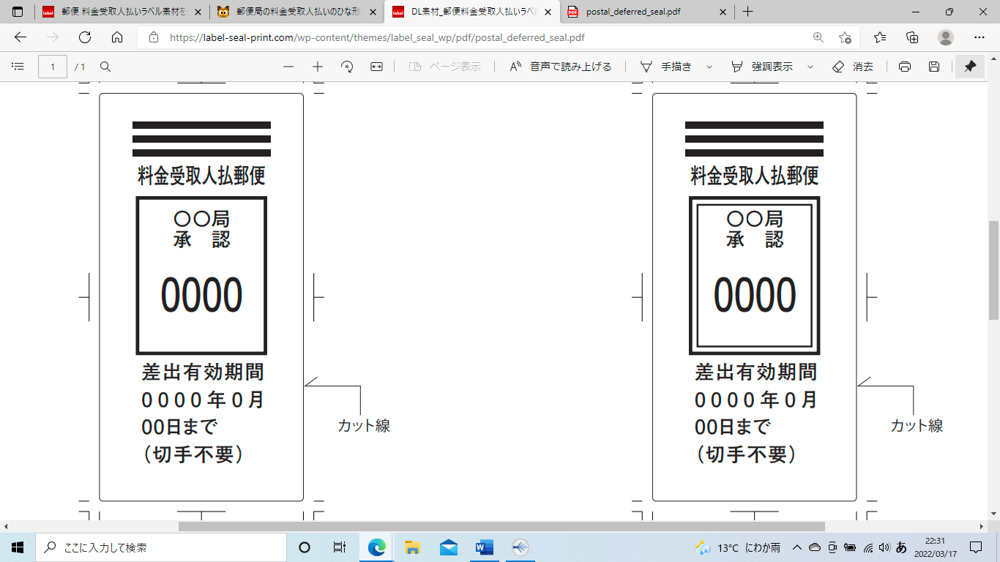 郵便 料金受取人払いラベル素材を
郵便局の料金受取人払いのひな形
DL素材_郵便料金受取人払いラベル
postal_deferred_seal.pdf
https://label-seal-print.com/wp-content/themes/label_seal_wp/pdf/postal_deferred_seal.pdf
1 / 1
ページ表示
音声で読み上げる
手描き
強調表示
消去
料金受取人払郵便
〇〇局
承 認
0000
差出有効期間
0000年0月
00日まで
(切手不要)
カット線
料金受取人払郵便
〇〇局
承 認
0000
差出有効期間
0000年0月
00日まで
(切手不要)
カット線
ここに入力して検索
13°C にわか雨
あ
22:31
2022/03/17